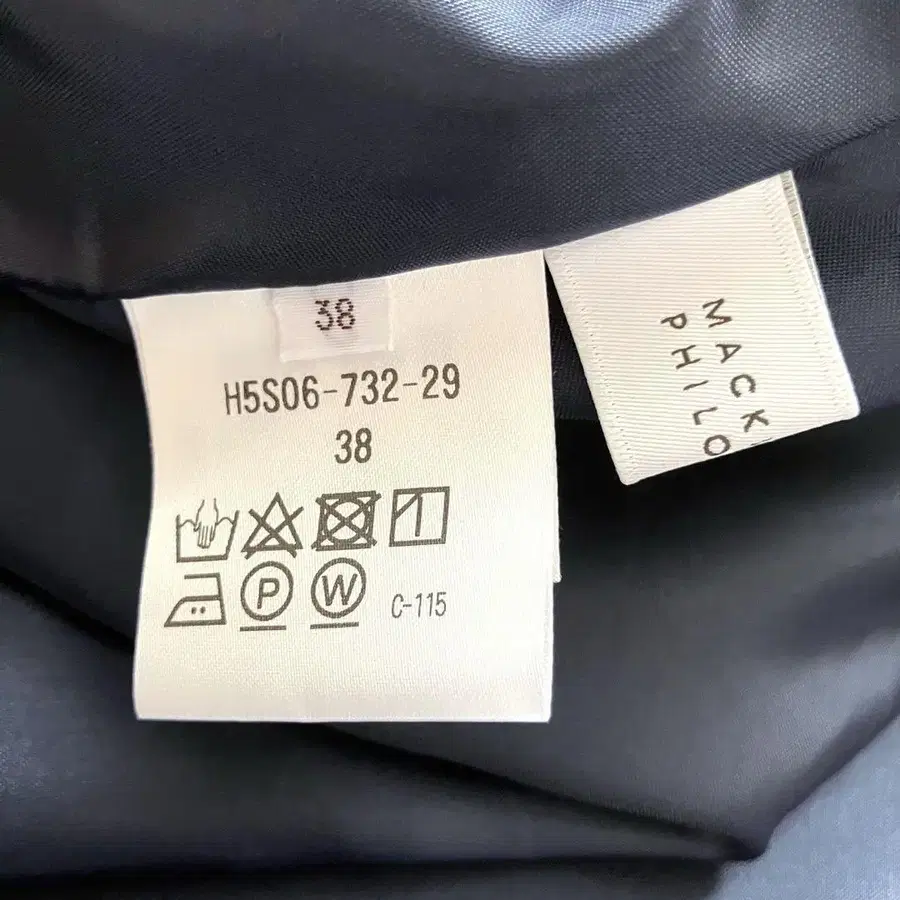 38
H5S06-732-29
38
P W C-115
MACK
PHILO